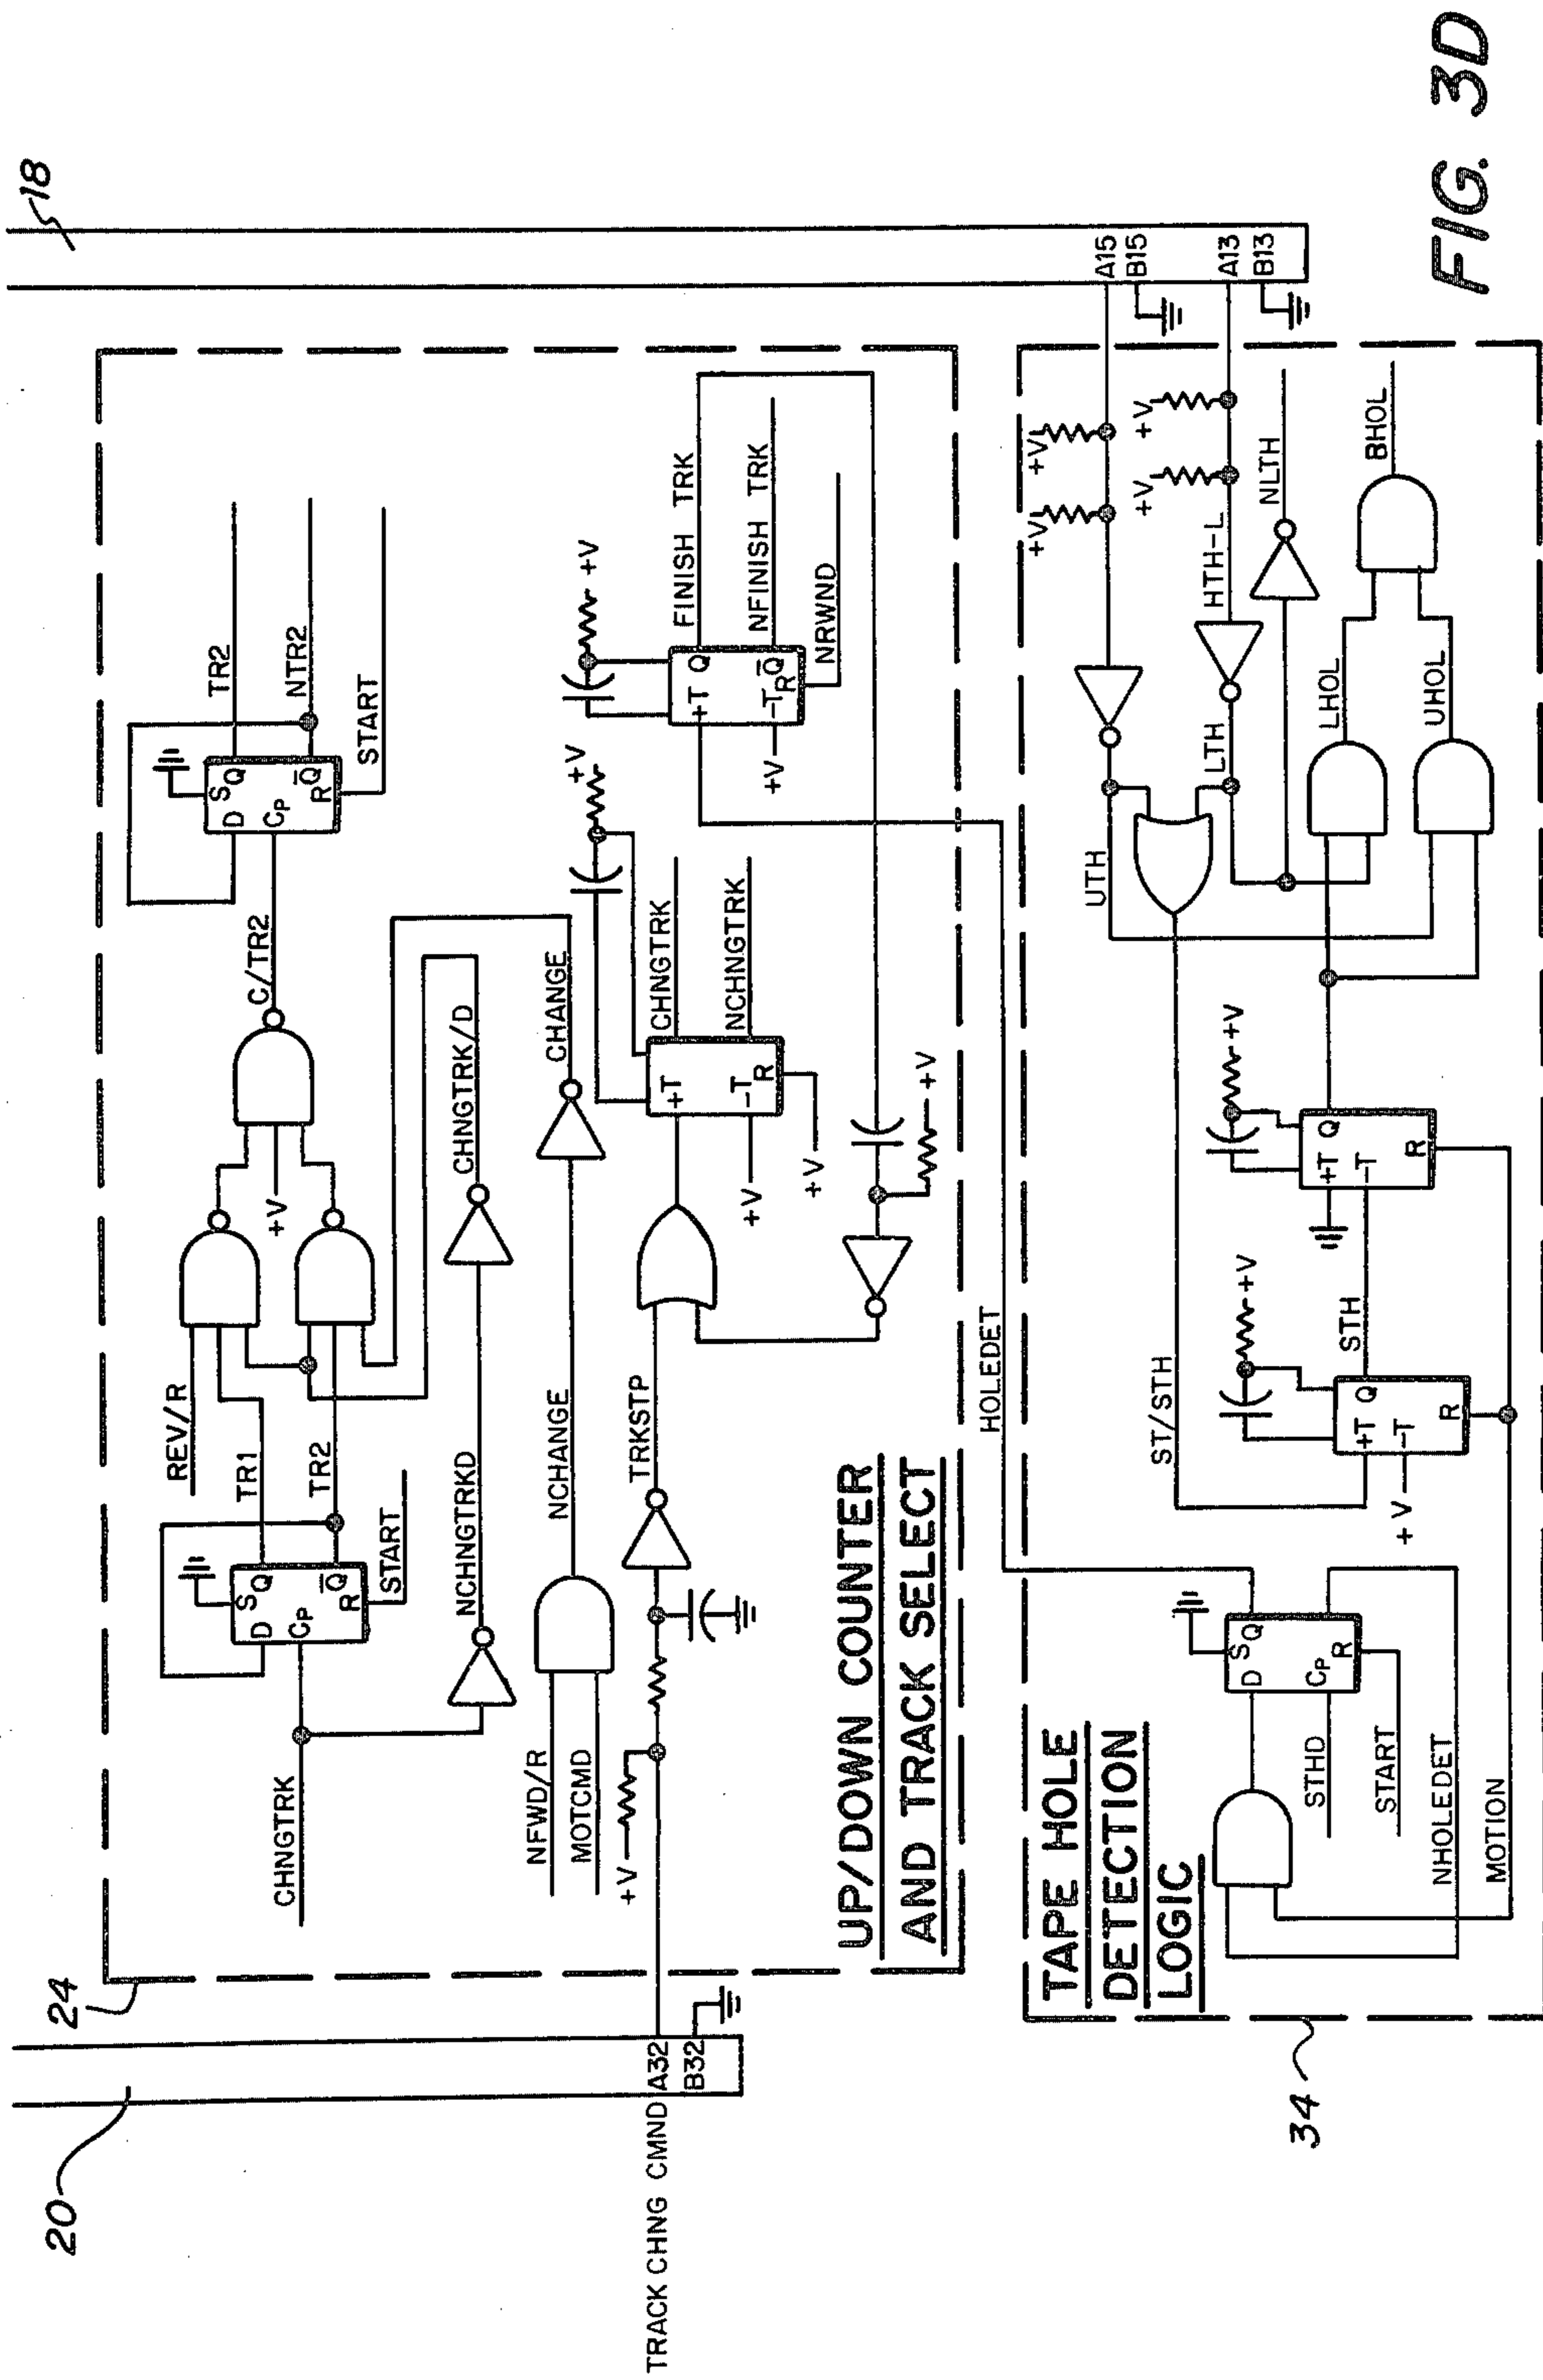 20
24
18
TRACK CHNG CMND
A32
B32
CHNGTRK
S
D
Q
CP
Q
R
START
TR1
TR2
REV/R
+V
C/TR2
S
D
Q
CP
Q
R
TR2
NTR2
START
NCHNGTRKD
CHNGTRK/D
NFWD/R
MOTCMD
NCHANGE
CHANGE
+V
TRKSTP
+T
-T
R
+V
+V
+V
CHNGTRK
NCHNGTRK
+V
+T
Q
-T
Q
R
+V
+V
FINISH TRK
NFINISH TRK
NRWND
UP/DOWN COUNTER
AND TRACK SELECT
HOLEDET
TAPE HOLE
DETECTION
LOGIC
34
S
D
Q
CP
R
STHD
START
NHOLEDET
MOTION
ST/STH
+T
Q
-T
R
+V
+V
STH
+T
Q
-T
R
+V
UTH
LTH
HTH-L
NLTH
LHOL
UHOL
BHOL
+V
+V
+V
+V
A15
B15
A13
B13
FIG. 3D